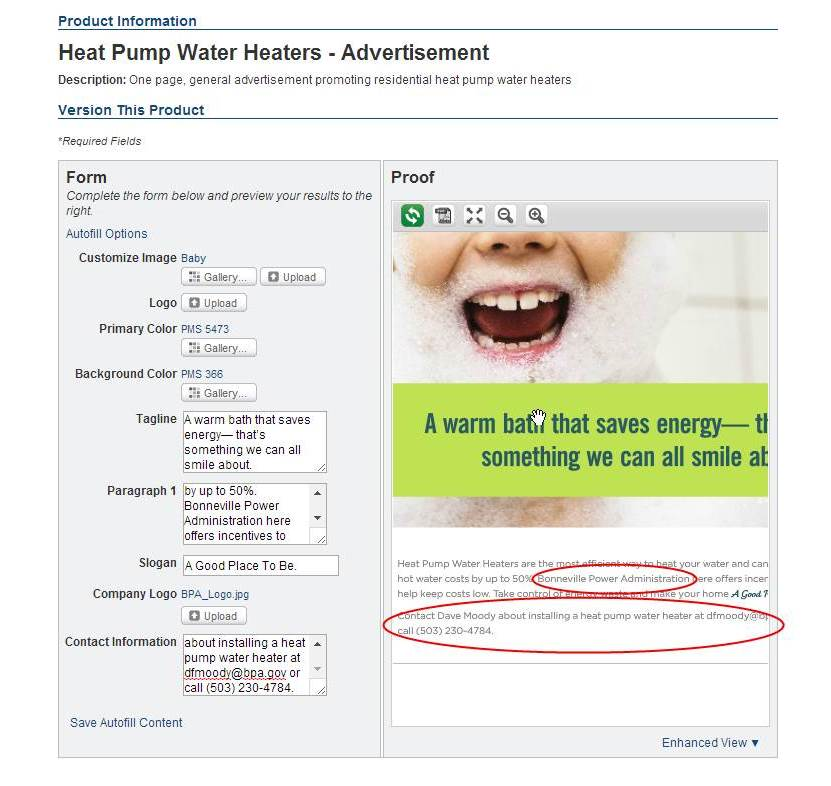 Product Information
Heat Pump Water Heaters - Advertisement
Description: One page, general advertisement promoting residential heat pump water heaters
Version This Product
*Required Fields
Form
Complete the form below and preview your results to the
right.
Autofill Options
Customize Image Baby
Gallery... Upload
Logo Upload
Primary Color PMS 5473
Gallery...
Background Color PMS 366
Gallery...
Tagline A warm bath that saves
energy— that's
something we can all
smile about.
Paragraph 1 by up to 50%.
Bonneville Power
Administration here
offers incentives to
Slogan A Good Place To Be.
Company Logo BPA_Logo.jpg
Upload
Contact Information about installing a heat
pump water heater at
dfmoody@bpa.gov or
call (503) 230-4784.
Save Autofill Content
Proof
A warm bath that saves energy— th
something we can all smile ab
Heat Pump Water Heaters are the most efficient way to heat your water and can
hot water costs by up to 50%. Bonneville Power Administration here offers incen
help keep costs low. Take control of energy waste and make your home A Good P
Contact Dave Moody about installing a heat pump water heater at dfmoody@bp
call (503) 230-4784.
Enhanced View ▼